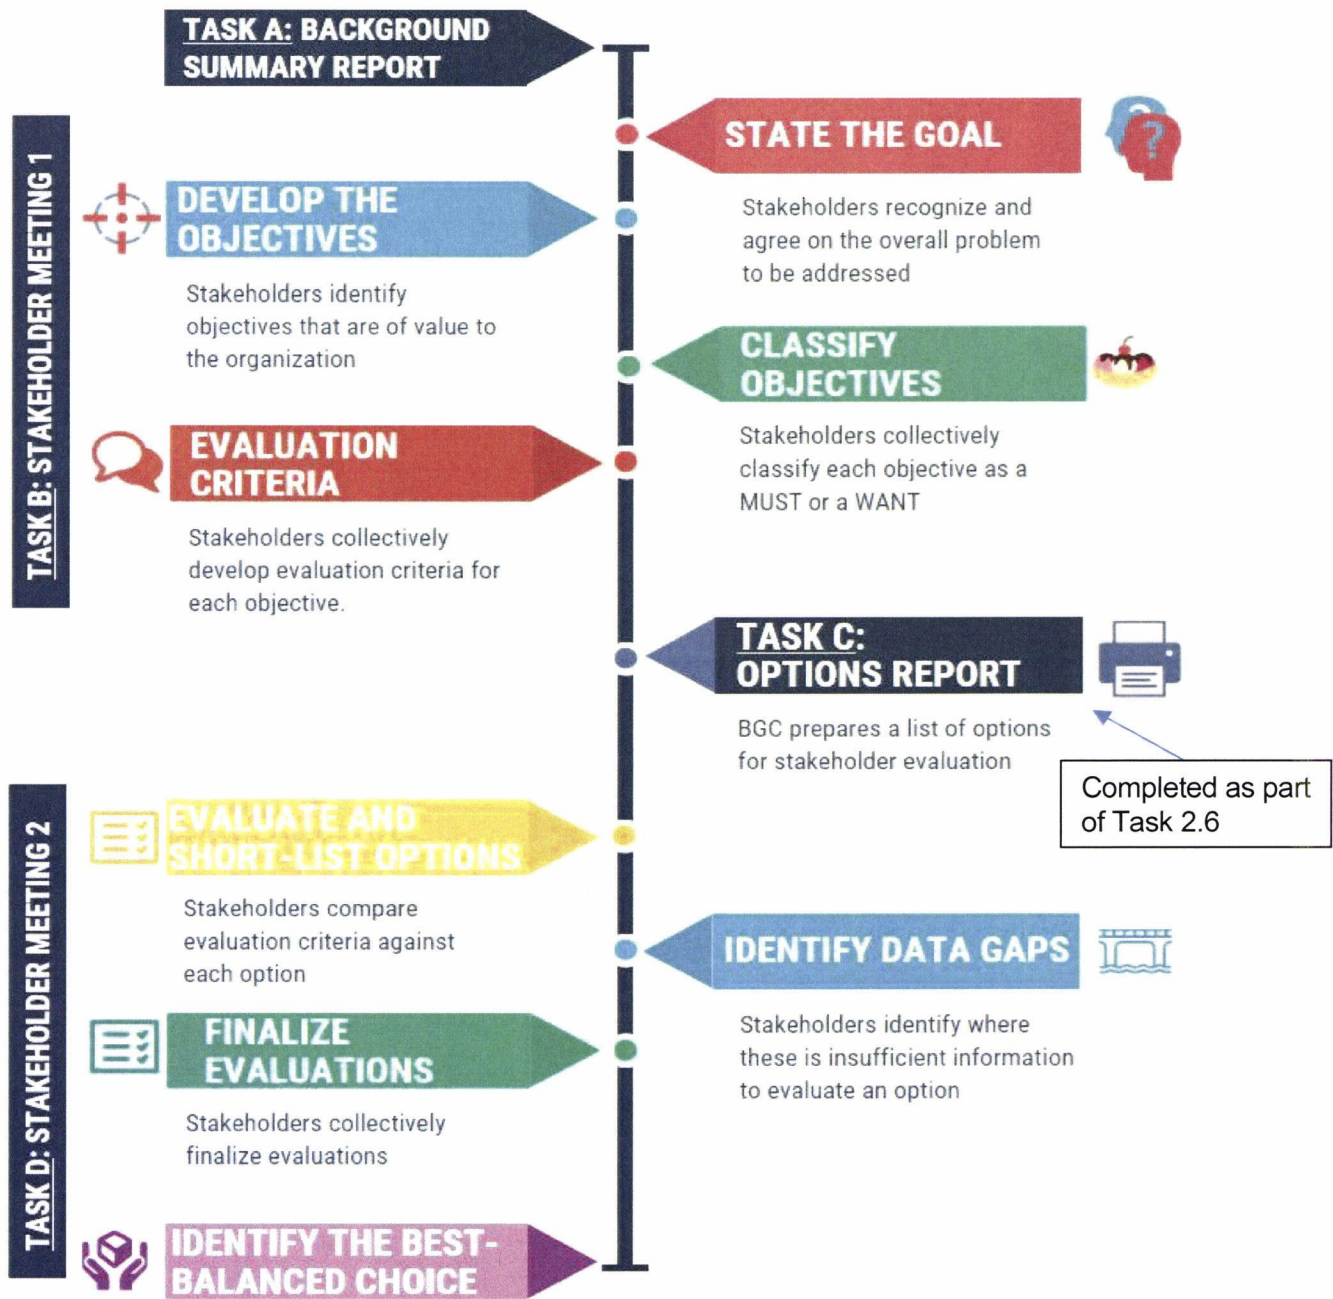 TASK A: BACKGROUND
SUMMARY REPORT
TASK B: STAKEHOLDER MEETING 1
STATE THE GOAL
Stakeholders recognize and
agree on the overall problem
to be addressed
DEVELOP THE
OBJECTIVES
Stakeholders identify
objectives that are of value to
the organization
CLASSIFY
OBJECTIVES
Stakeholders collectively
classify each objective as a
MUST or a WANT
EVALUATION
CRITERIA
Stakeholders collectively
develop evaluation criteria for
each objective.
TASK C:
OPTIONS REPORT
BGC prepares a list of options
for stakeholder evaluation
Completed as part
of Task 2.6
TASK D: STAKEHOLDER MEETING 2
EVALUATE AND
SHORT-LIST OPTIONS
Stakeholders compare
evaluation criteria against
each option
IDENTIFY DATA GAPS
Stakeholders identify where
these is insufficient information
to evaluate an option
FINALIZE
EVALUATIONS
Stakeholders collectively
finalize evaluations
IDENTIFY THE BEST-
BALANCED CHOICE